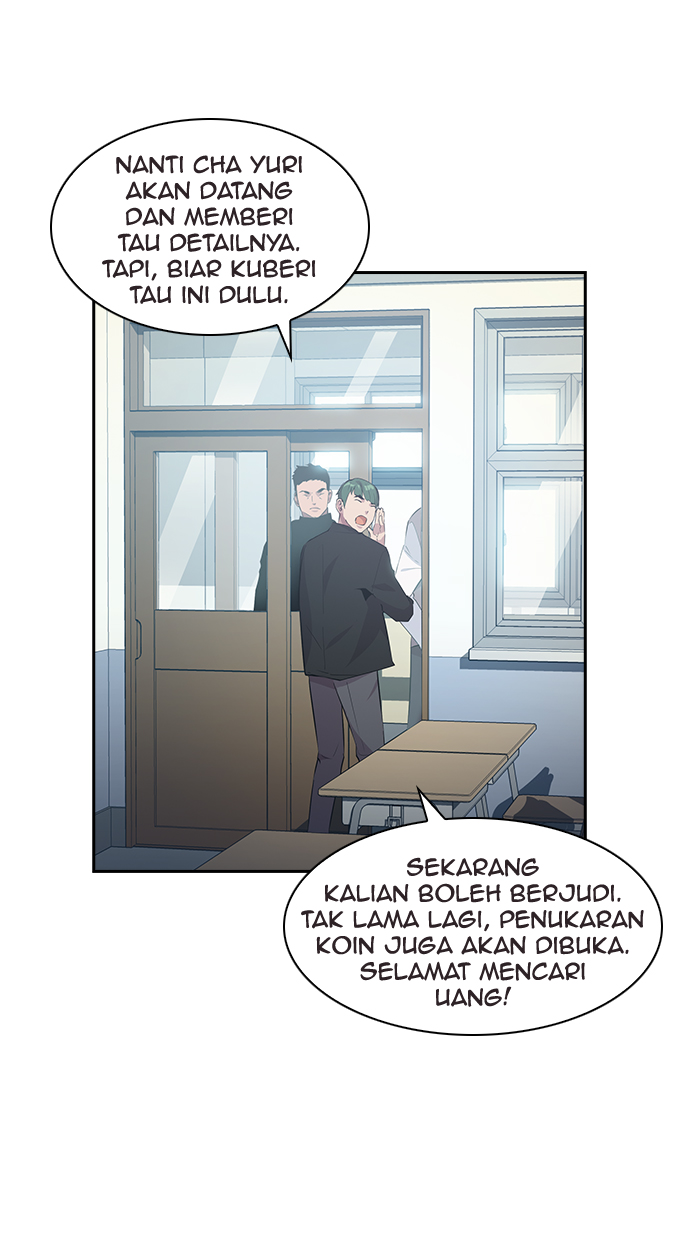 NANTI CHA YURI
AKAN DATANG
DAN MEMBERI
TAU DETAILNYA.
TAPI, BIAR KUBERI
TAU INI DULU.
SEKARANG
KALIAN BOLEH BERJUDI.
TAK LAMA LAGI, PENUKARAN
KOIN JUGA AKAN DIBUKA.
SELAMAT MENCARI
UANG!